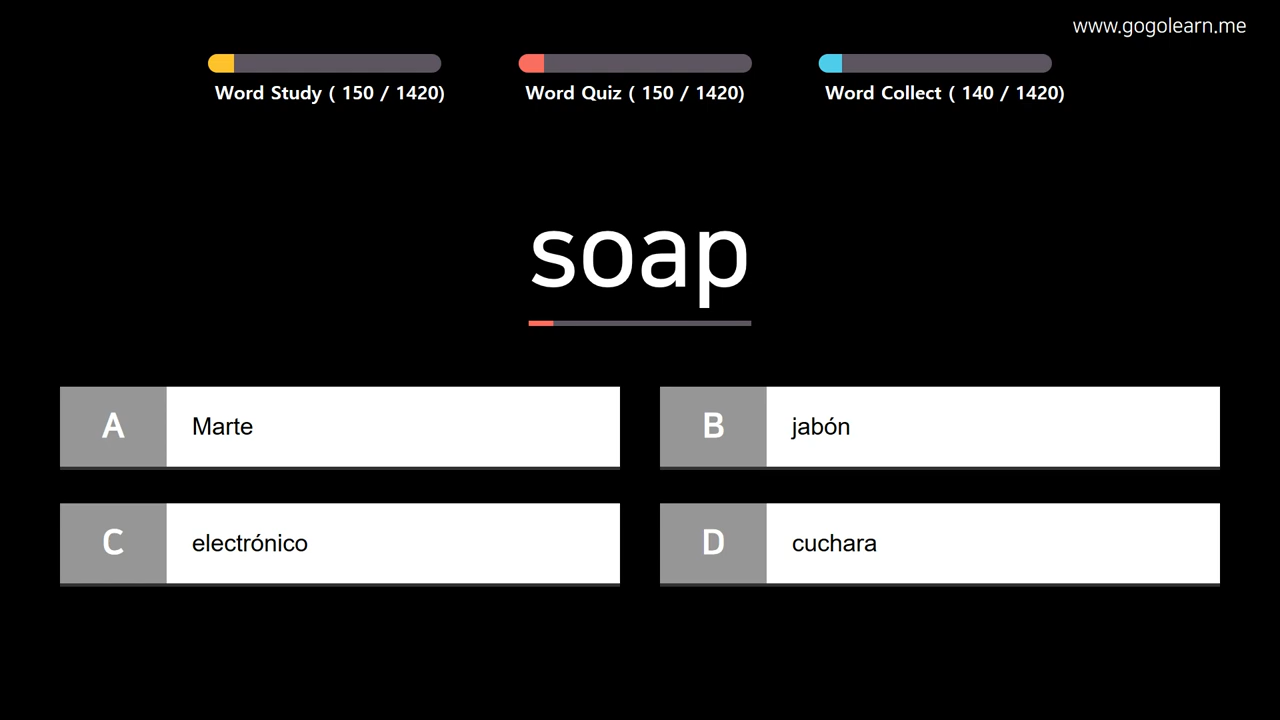 www.gogolearn.me
Word Study ( 150 / 1420)
Word Quiz ( 150 / 1420)
Word Collect ( 140 / 1420)
soap
A Marte
B jabón
C electrónico
D cuchara